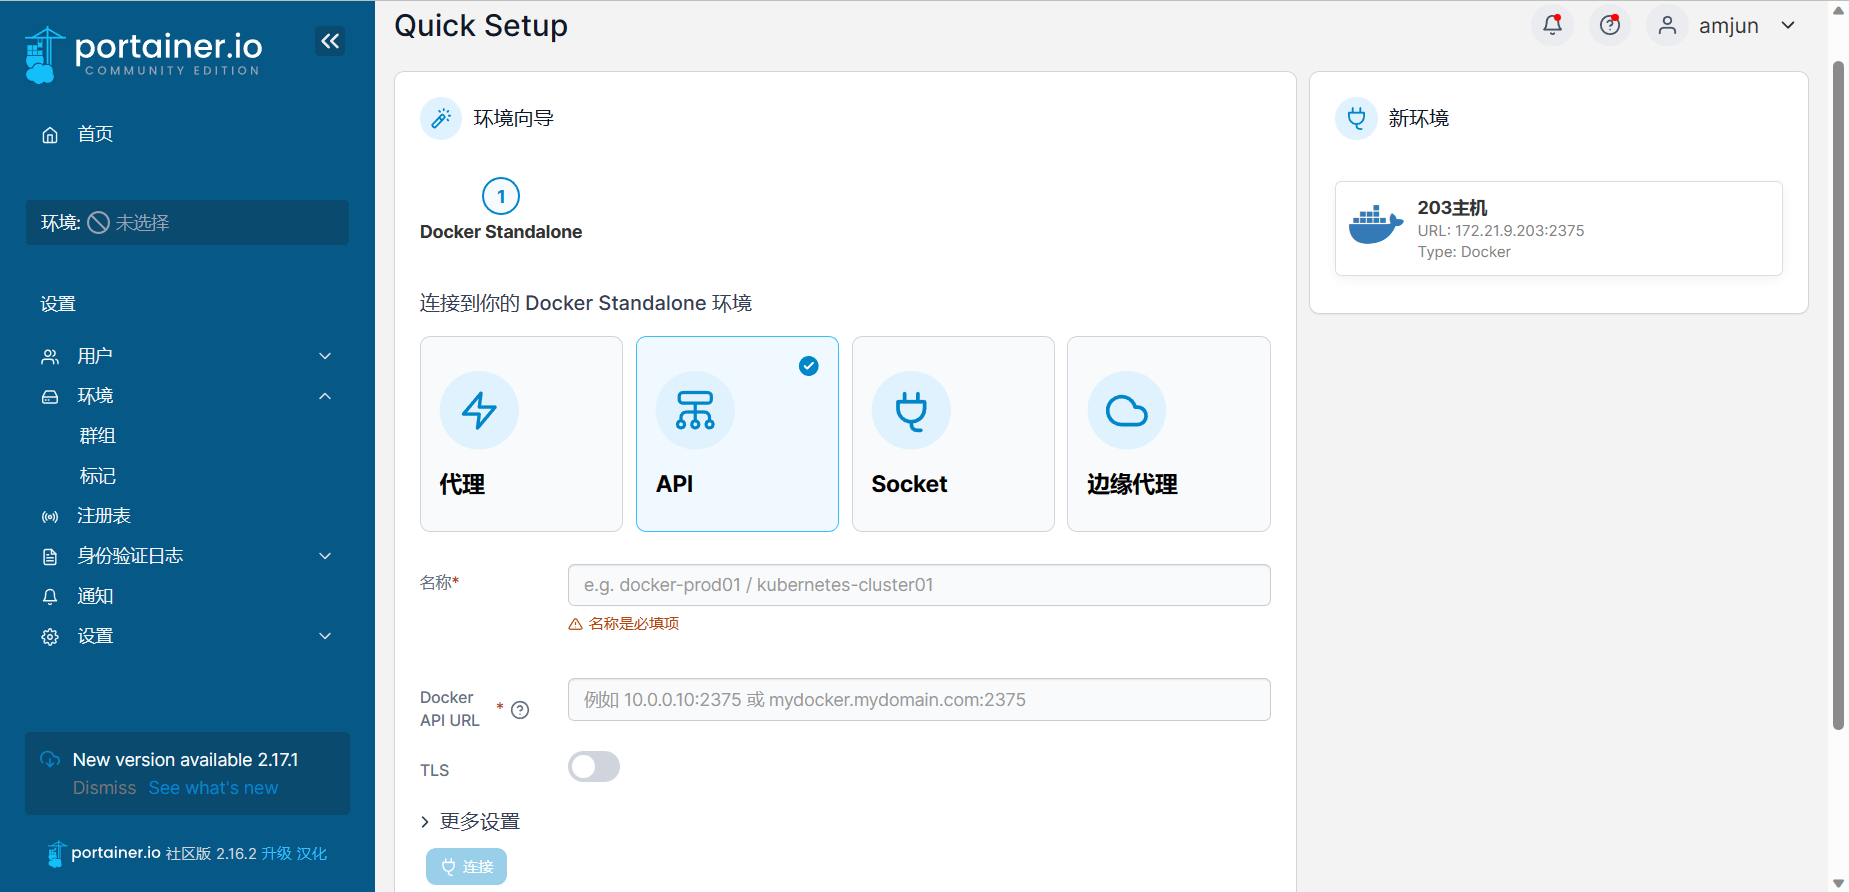 portainer.io
COMMUNITY EDITION
首页
环境: 未选择
设置
用户
环境
群组
标记
注册表
身份验证日志
通知
设置
New version available 2.17.1
Dismiss See what's new
portainer.io 社区版 2.16.2 升级 汉化
Quick Setup
amjun
环境向导
1
Docker Standalone
连接到你的 Docker Standalone 环境
代理
API
Socket
边缘代理
名称*
e.g. docker-prod01 / kubernetes-cluster01
名称是必填项
Docker
API URL *
例如 10.0.0.10:2375 或 mydocker.mydomain.com:2375
TLS
更多设置
连接
新环境
203主机
URL: 172.21.9.203:2375
Type: Docker